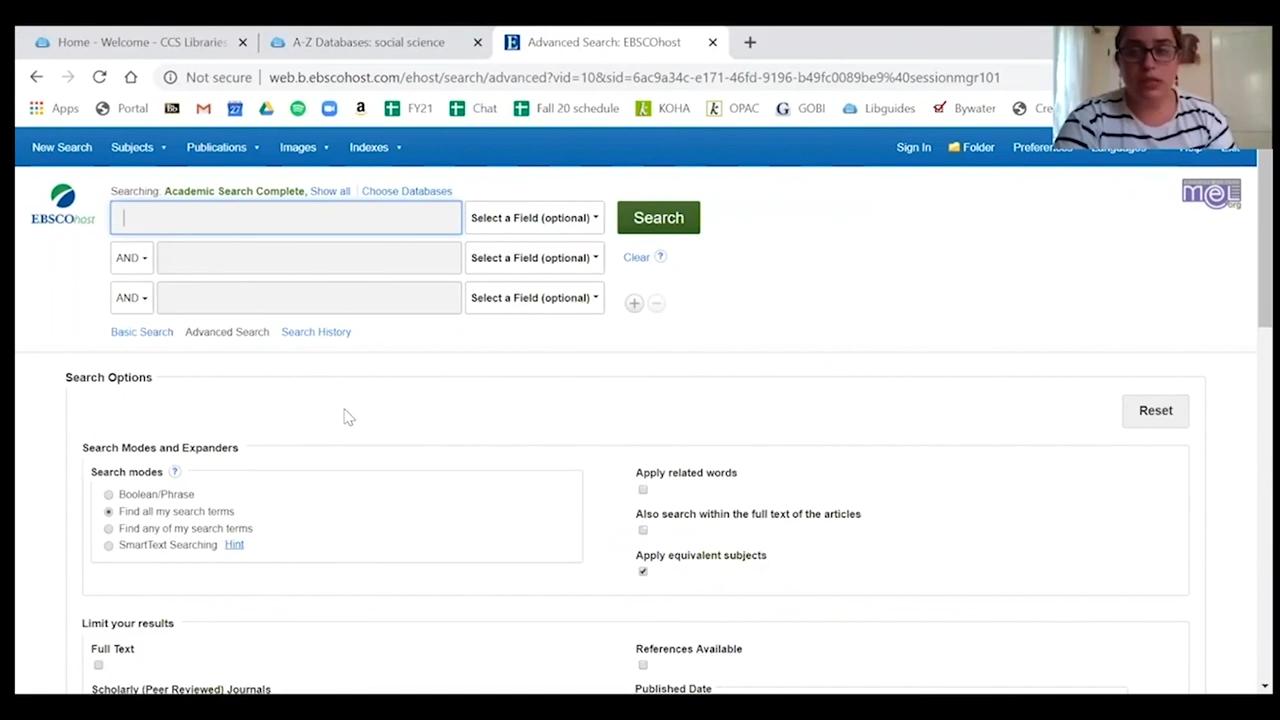 Home - Welcome - CCS Libraries
A-Z Databases: social science
Advanced Search: EBSCOhost
Not secure web.b.ebscohost.com/ehost/search/advanced?vid=10&sid=6ac9a34c-e171-46fd-9196-b49fc0089be9%40sessionmgr101
Apps Portal 27 FY21 Chat Fall 20 schedule KOHA OPAC GOBI Libguides Bywater
New Search Subjects Publications Images Indexes Sign In Folder
Searching: Academic Search Complete, Show all Choose Databases
EBSCOhost
Select a Field (optional) Search
meL.org
AND Select a Field (optional) Clear ?
AND Select a Field (optional)
Basic Search Advanced Search Search History
Search Options
Reset
Search Modes and Expanders
Search modes ?
Boolean/Phrase
Find all my search terms
Find any of my search terms
SmartText Searching Hint
Apply related words
Also search within the full text of the articles
Apply equivalent subjects
Limit your results
Full Text
References Available
Scholarly (Peer Reviewed) Journals
Published Date